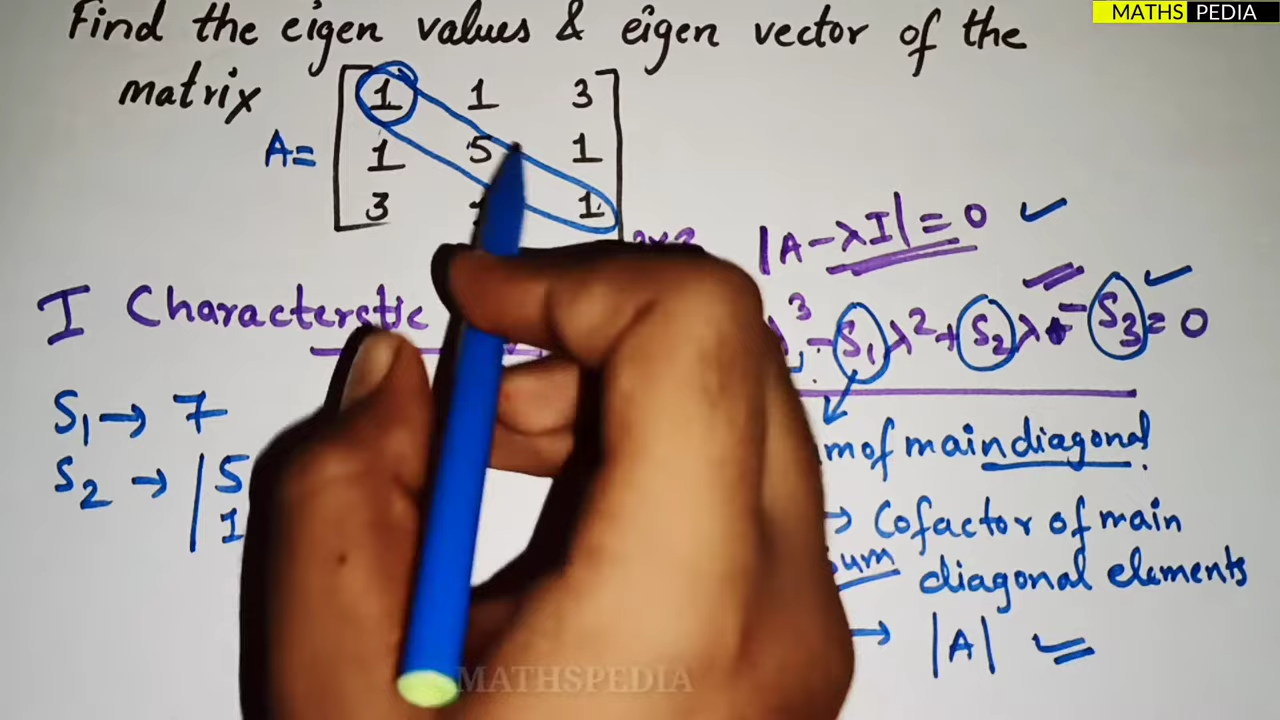 MATHS PEDIA
Find the eigen values & eigen vector of the
matrix
A=
1 1 3
1 5 1
3 1
|A-λI|=0 ✓
I Characterstic
λ³-S₁λ²+S₂λ-S₃=0 ✓
S₁→ 7
S₂ → |5
1
of main diagonal
→ Cofactor of main
sum diagonal elements
→ |A|
MATHSPEDIA